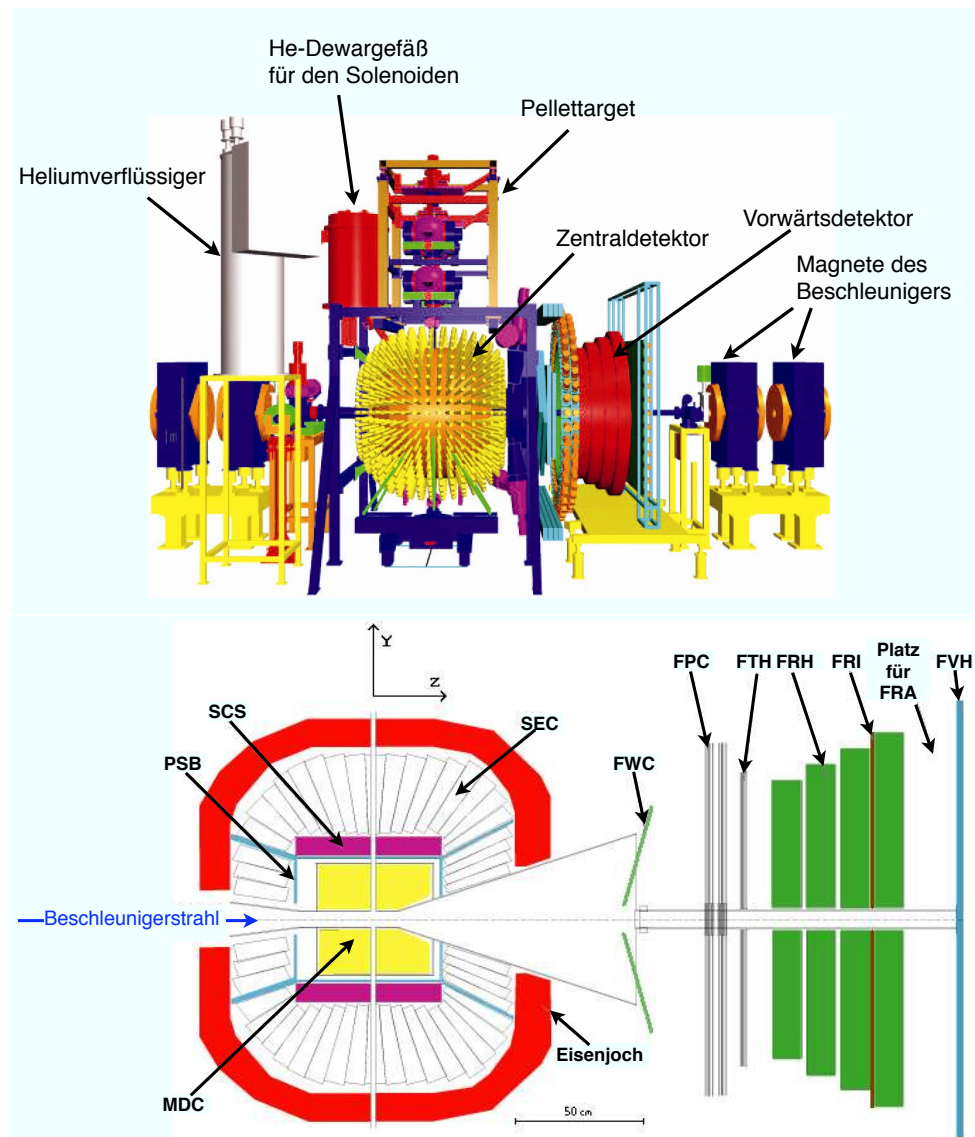 He-Dewargefäß
für den Solenoiden
Pellettarget
Heliumverflüssiger
Vorwärtsdetektor
Zentraldetektor
Magnete des
Beschleunigers
Y
Z
SCS
SEC
PSB
FWC
FPC
FTH
FRH
FRI
Platz
für
FRA
FVH
Beschleunigerstrahl
Eisenjoch
MDC
50 cm